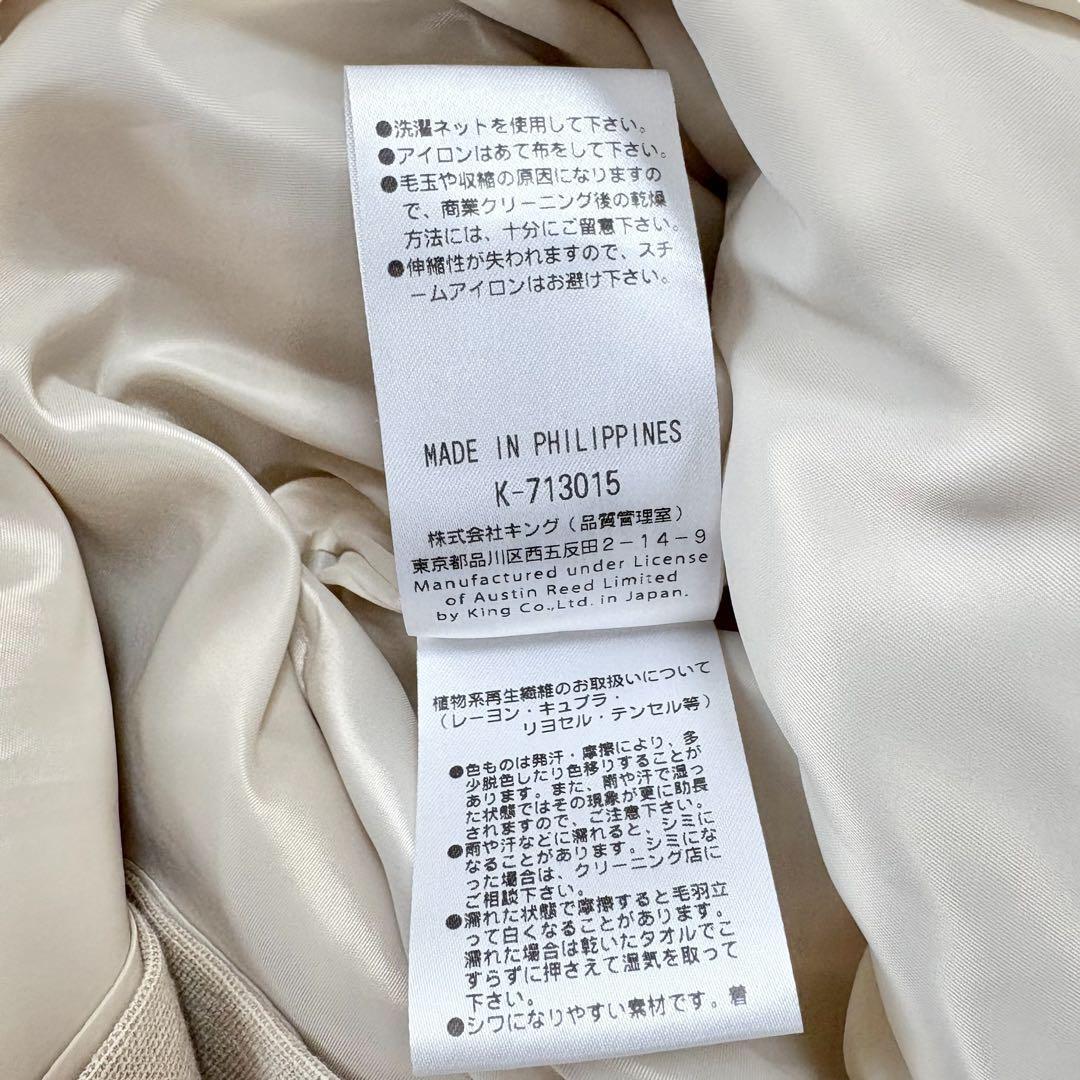 ●洗濯ネットを使用して下さい。
●アイロンはあて布をして下さい。
●毛玉や収縮の原因になりますの
で、商業クリーニング後の乾燥
方法には、十分にご留意下さい。
●伸縮性が失われますので、スチ
ームアイロンはお避け下さい。
MADE IN PHILIPPINES
K-713015
株式会社キング(品質管理室)
東京都品川区西五反田2-14-9
Manufactured under License
of Austin Reed Limited
by King Co.,Ltd. in Japan.
植物系再生繊維のお取扱いについて
(レーヨン・キュプラ・
リヨセル・テンセル等)
●色ものは発汗・摩擦により、多
少脱色したり色移りすることが
あります。また、雨や汗で湿っ
た状態ではその現象が更に助長
されますので、ご注意下さい。
●雨や汗などに濡れると、シミに
なることがあります。シミにな
った場合は、クリーニング店に
ご相談下さい。
●濡れた状態で摩擦すると毛羽立
って白くなることがあります。
濡れた場合は乾いたタオルでこ
すらずに押さえて湿気を取って
下さい。
●シワになりやすい素材です。着